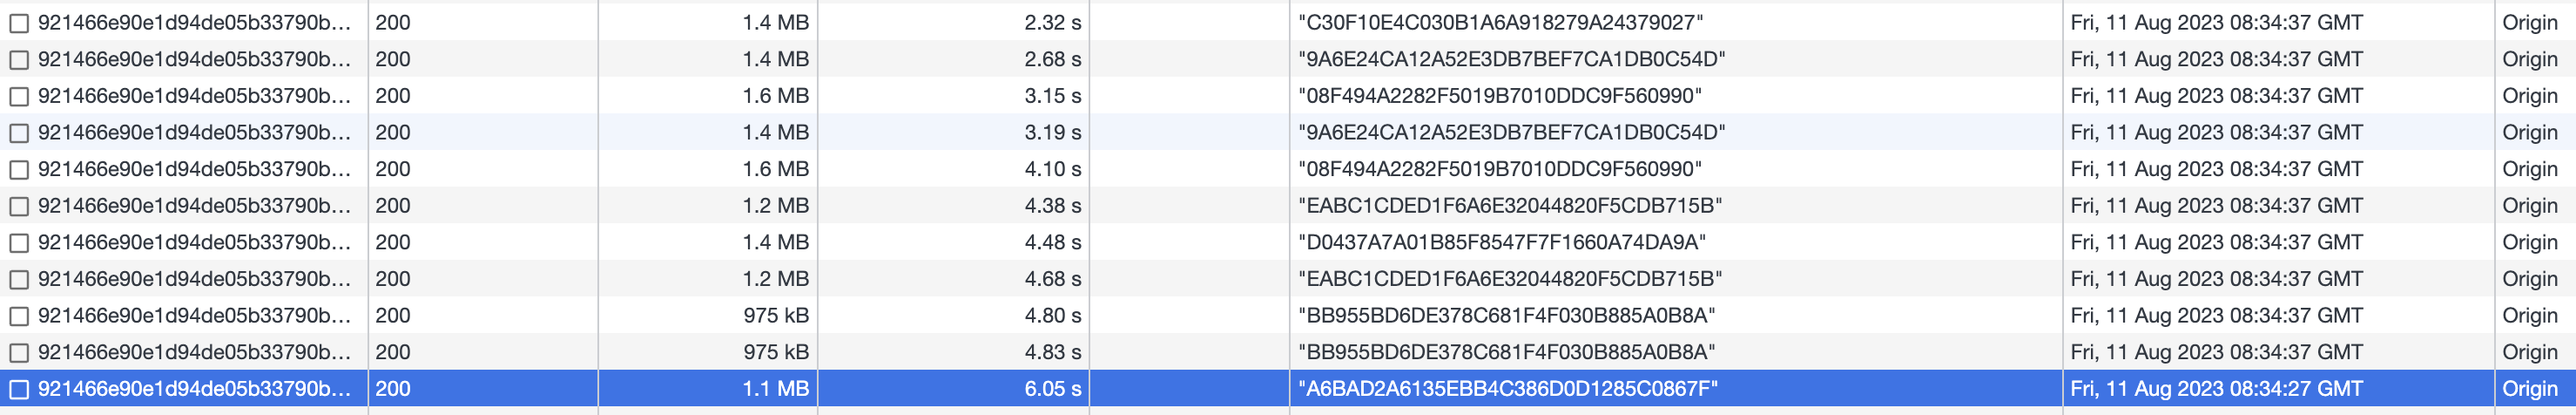 921466e90e1d94de05b33790b... 200 1.4 MB 2.32 s "C30F10E4C030B1A6A918279A24379027" Fri, 11 Aug 2023 08:34:37 GMT Origin
921466e90e1d94de05b33790b... 200 1.4 MB 2.68 s "9A6E24CA12A52E3DB7BEF7CA1DB0C54D" Fri, 11 Aug 2023 08:34:37 GMT Origin
921466e90e1d94de05b33790b... 200 1.6 MB 3.15 s "08F494A2282F5019B7010DDC9F560990" Fri, 11 Aug 2023 08:34:37 GMT Origin
921466e90e1d94de05b33790b... 200 1.4 MB 3.19 s "9A6E24CA12A52E3DB7BEF7CA1DB0C54D" Fri, 11 Aug 2023 08:34:37 GMT Origin
921466e90e1d94de05b33790b... 200 1.6 MB 4.10 s "08F494A2282F5019B7010DDC9F560990" Fri, 11 Aug 2023 08:34:37 GMT Origin
921466e90e1d94de05b33790b... 200 1.2 MB 4.38 s "EABC1CDED1F6A6E32044820F5CDB715B" Fri, 11 Aug 2023 08:34:37 GMT Origin
921466e90e1d94de05b33790b... 200 1.4 MB 4.48 s "D0437A7A01B85F8547F7F1660A74DA9A" Fri, 11 Aug 2023 08:34:37 GMT Origin
921466e90e1d94de05b33790b... 200 1.2 MB 4.68 s "EABC1CDED1F6A6E32044820F5CDB715B" Fri, 11 Aug 2023 08:34:37 GMT Origin
921466e90e1d94de05b33790b... 200 975 kB 4.80 s "BB955BD6DE378C681F4F030B885A0B8A" Fri, 11 Aug 2023 08:34:37 GMT Origin
921466e90e1d94de05b33790b... 200 975 kB 4.83 s "BB955BD6DE378C681F4F030B885A0B8A" Fri, 11 Aug 2023 08:34:37 GMT Origin
921466e90e1d94de05b33790b... 200 1.1 MB 6.05 s "A6BAD2A6135EBB4C386D0D1285C0867F" Fri, 11 Aug 2023 08:34:27 GMT Origin